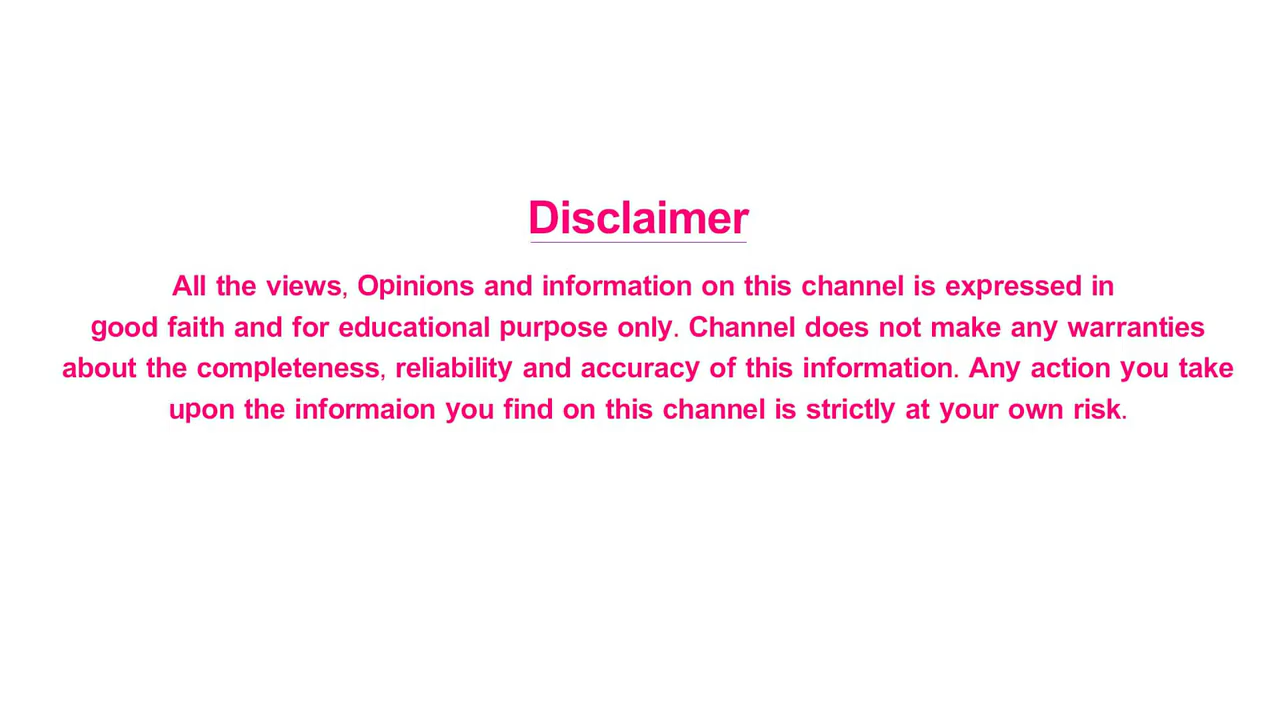 Disclaimer
All the views, Opinions and information on this channel is expressed in
good faith and for educational purpose only. Channel does not make any warranties
about the completeness, reliability and accuracy of this information. Any action you take
upon the informaion you find on this channel is strictly at your own risk.